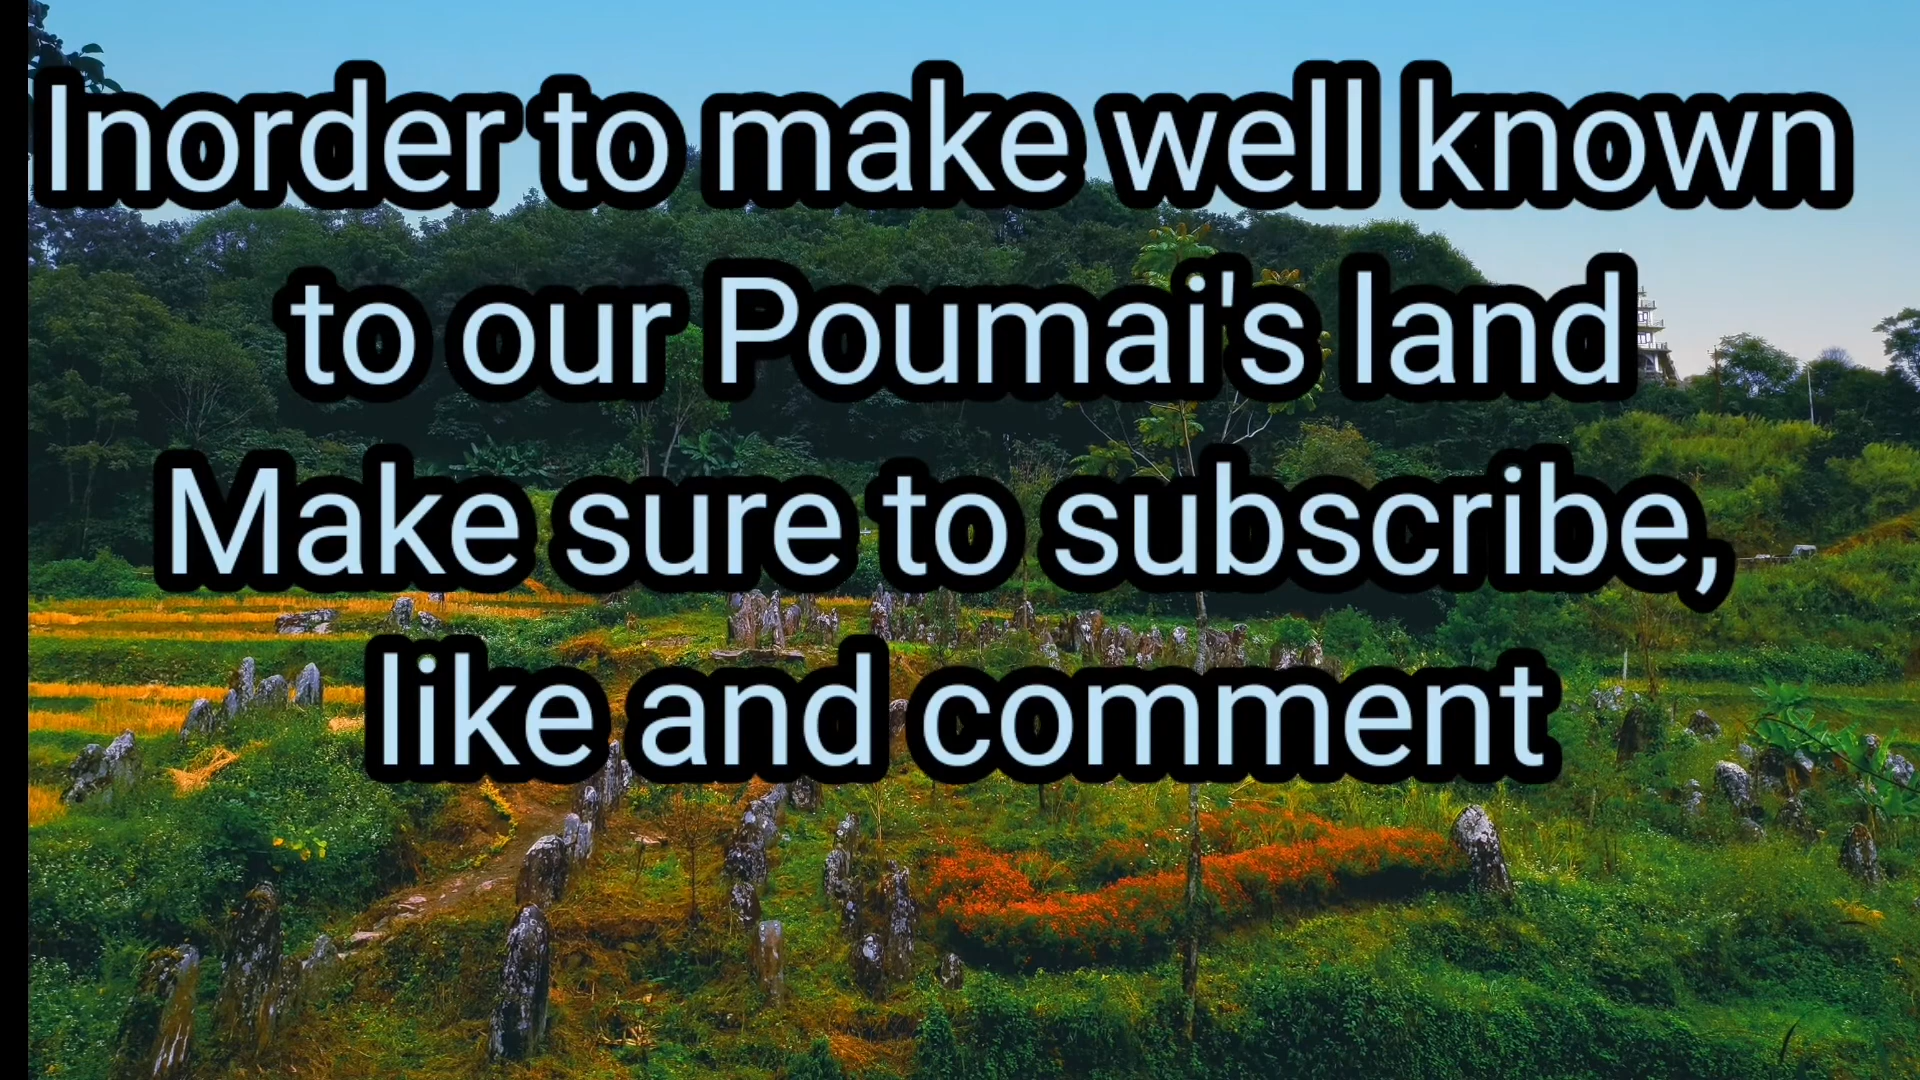 Inorder to make well known
to our Poumai's land
Make sure to subscribe,
like and comment